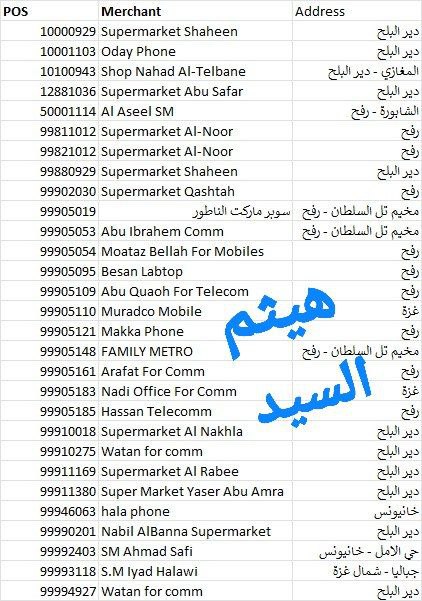 POS Merchant Address
10000929 Supermarket Shaheen دير البلح
10001103 Oday Phone دير البلح
10100943 Shop Nahad Al-Telbane المغازي - دير البلح
12881036 Supermarket Abu Safar دير البلح
50001114 Al Aseel SM الشابورة - رفح
99811012 Supermarket Al-Noor رفح
99821012 Supermarket Al-Noor رفح
99880929 Supermarket Shaheen دير البلح
99902030 Supermarket Qashtah رفح
99905019 سوبر ماركت الناطور مخيم تل السلطان - رفح
99905053 Abu Ibrahem Comm مخيم تل السلطان - رفح
99905054 Moataz Bellah For Mobiles رفح
99905095 Besan Labtop رفح
99905109 Abu Quaoh For Telecom رفح
99905110 Muradco Mobile غزة
99905121 Makka Phone رفح
99905148 FAMILY METRO مخيم تل السلطان - رفح
99905161 Arafat For Comm رفح
99905183 Nadi Office For Comm غزة
99905185 Hassan Telecomm رفح
99910018 Supermarket Al Nakhla دير البلح
99910275 Watan for comm دير البلح
99911169 Supermarket Al Rabee دير البلح
99911380 Super Market Yaser Abu Amra دير البلح
99946063 hala phone خانيونس
99990201 Nabil AlBanna Supermarket دير البلح
99992403 SM Ahmad Safi حي الامل - خانيونس
99993118 S.M Iyad Halawi جباليا - شمال غزة
99994927 Watan for comm دير البلح
هيثم
السيد